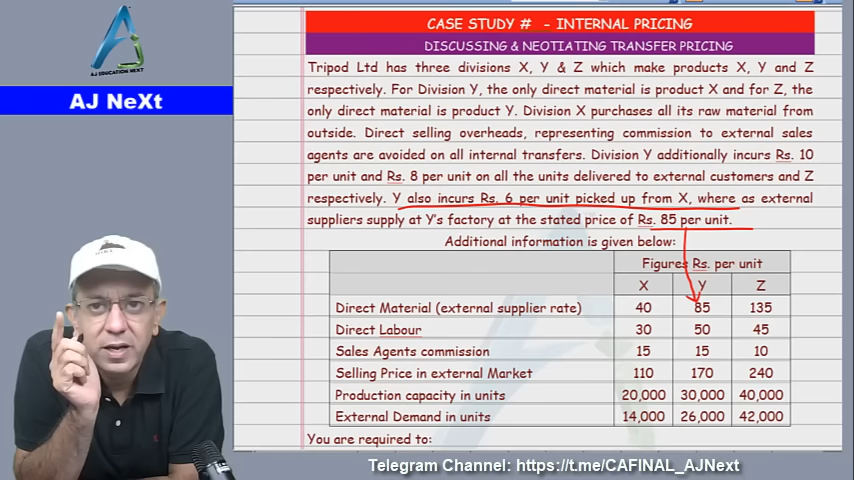 AJ EDUCATION NEXT
AJ NeXt
CASE STUDY # - INTERNAL PRICING
DISCUSSING & NEOTIATING TRANSFER PRICING
Tripod Ltd has three divisions X, Y & Z which make products X, Y and Z
respectively. For Division Y, the only direct material is product X and for Z, the
only direct material is product Y. Division X purchases all its raw material from
outside. Direct selling overheads, representing commission to external sales
agents are avoided on all internal transfers. Division Y additionally incurs Rs. 10
per unit and Rs. 8 per unit on all the units delivered to external customers and Z
respectively. Y also incurs Rs. 6 per unit picked up from X, where as external
suppliers supply at Y's factory at the stated price of Rs. 85 per unit.
Additional information is given below:
Figures Rs. per unit
X Y Z
Direct Material (external supplier rate) 40 85 135
Direct Labour 30 50 45
Sales Agents commission 15 15 10
Selling Price in external Market 110 170 240
Production capacity in units 20,000 30,000 40,000
External Demand in units 14,000 26,000 42,000
You are required to:
Telegram Channel: https://t.me/CAFINAL_AJNext